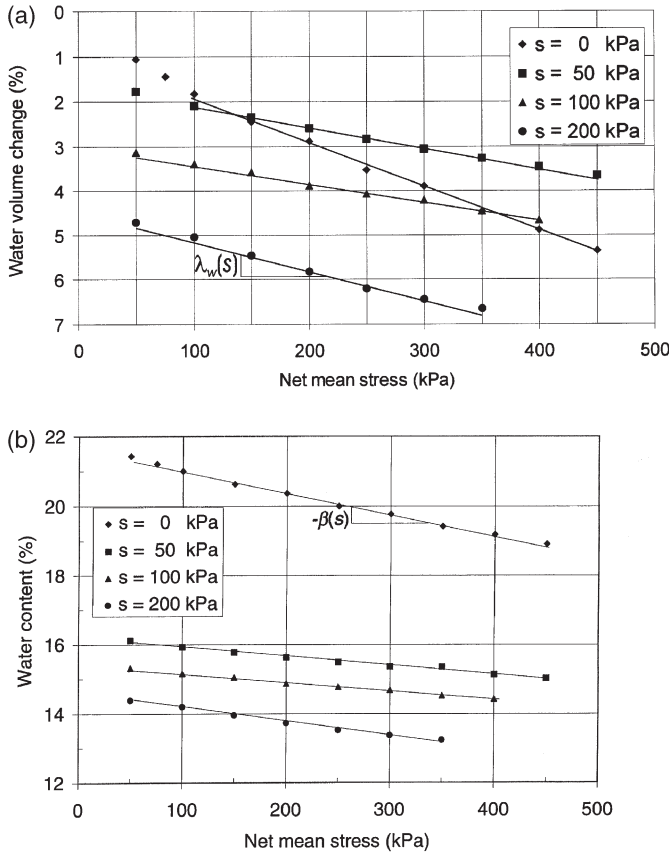 (a)
0
1
2
3
4
5
6
7
Water volume change (%)
s = 0 kPa
s = 50 kPa
s = 100 kPa
s = 200 kPa
λw(s)
0 100 200 300 400 500
Net mean stress (kPa)
(b)
22
20
18
16
14
12
Water content (%)
s = 0 kPa
s = 50 kPa
s = 100 kPa
s = 200 kPa
-β(s)
0 100 200 300 400 500
Net mean stress (kPa)